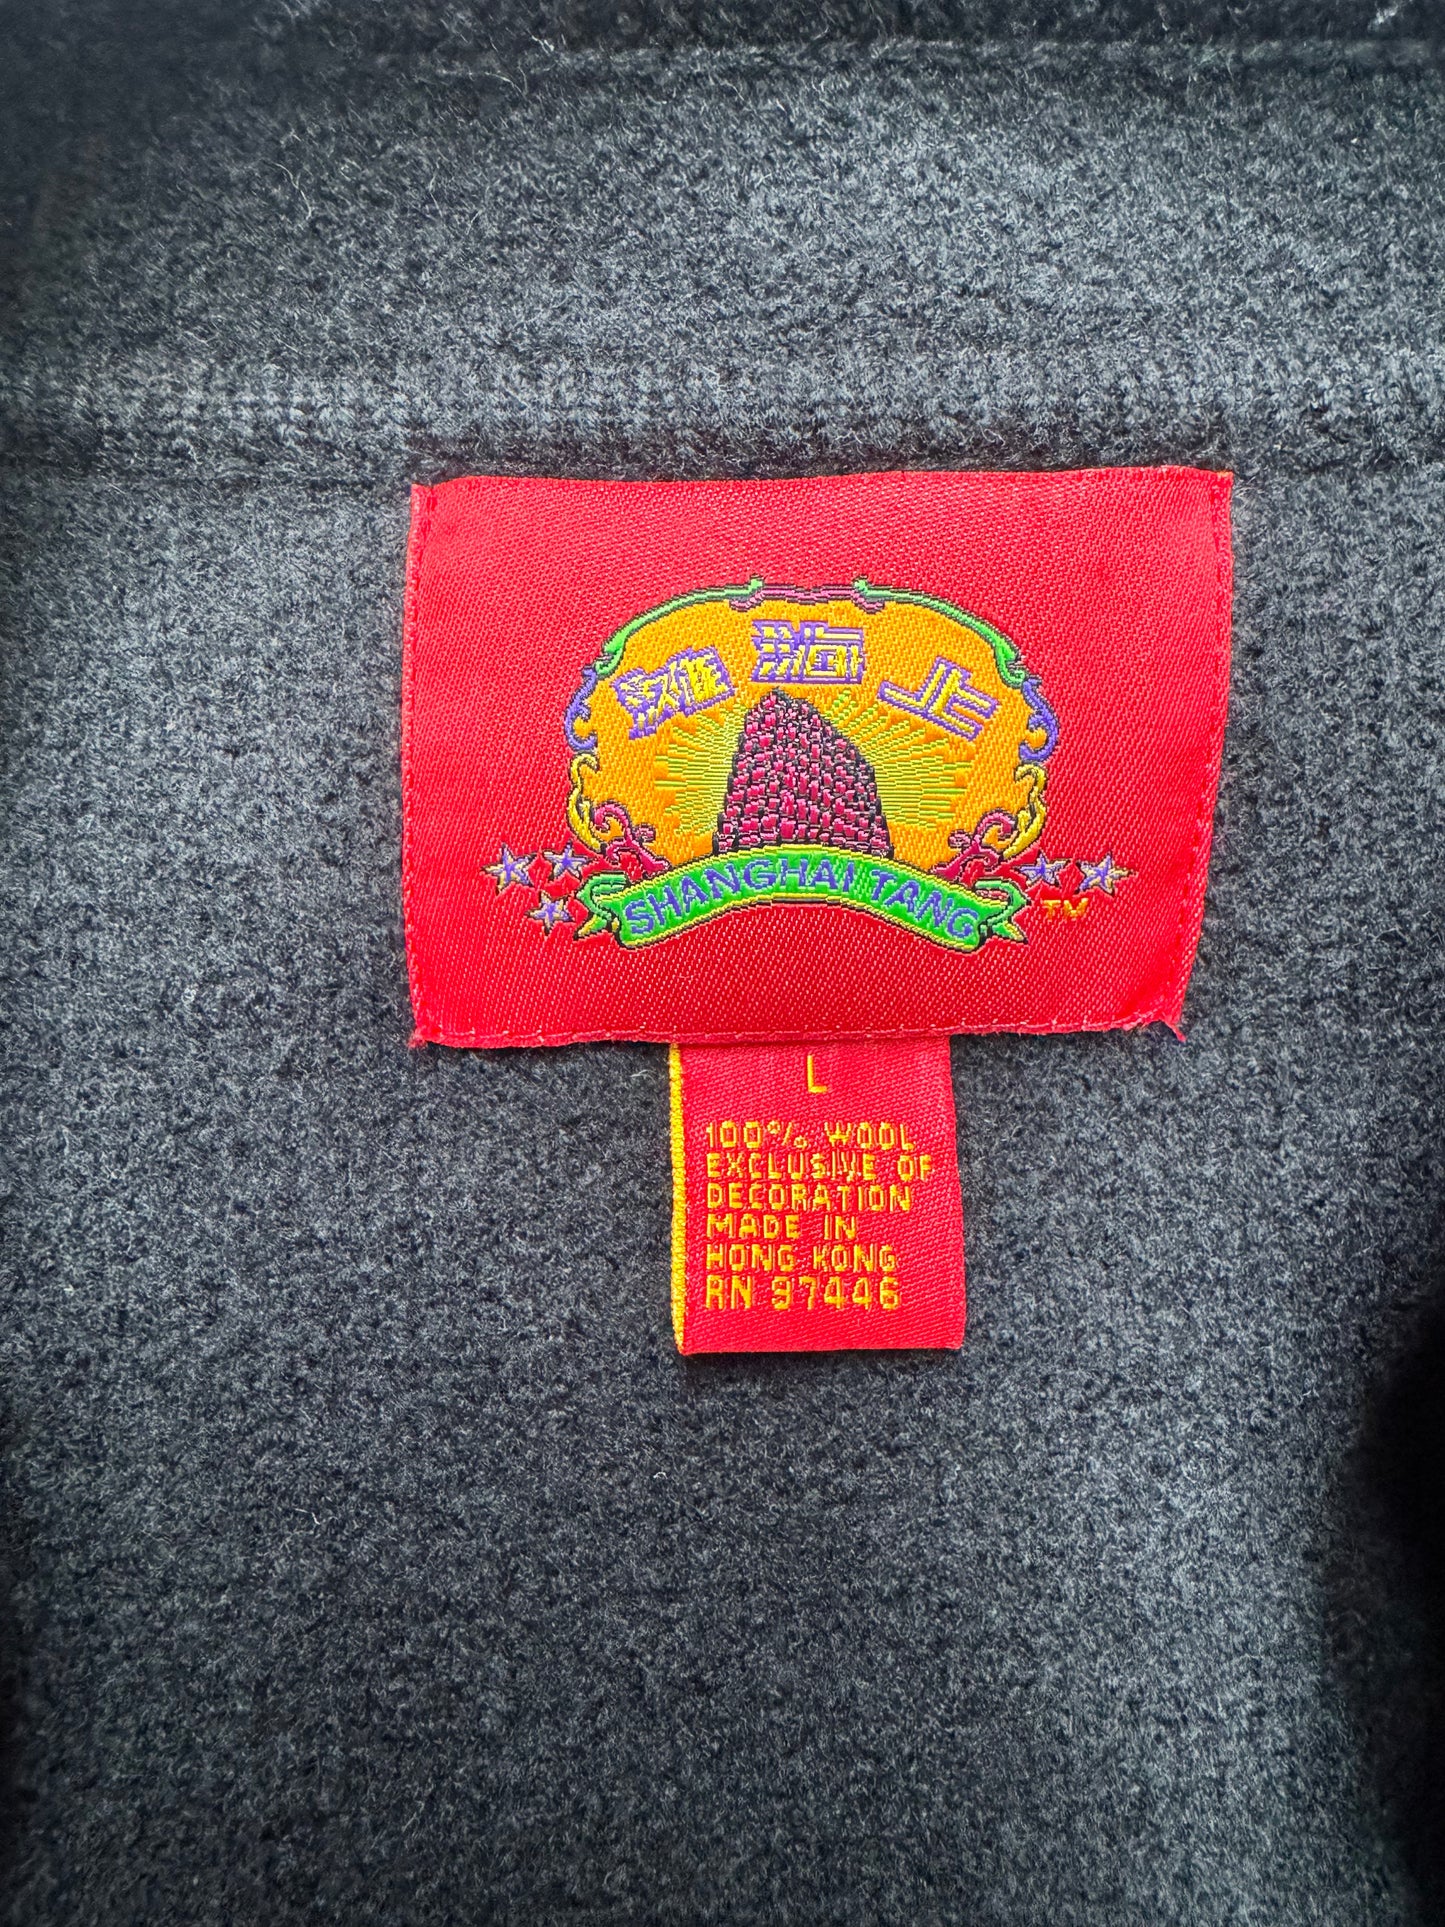 上海灘
SHANGHAI TANG
TM
L
100% WOOL
EXCLUSIVE OF
DECORATION
MADE IN
HONG KONG
RN 97446